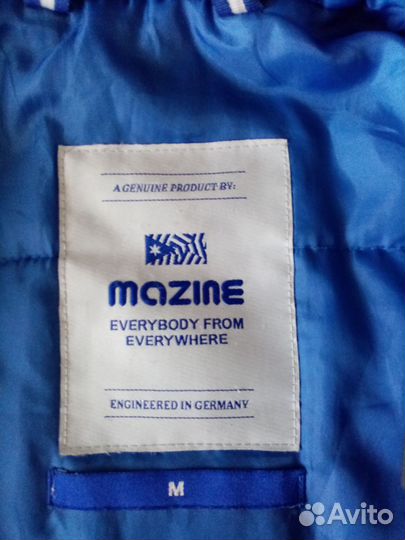 A GENUINE PRODUCT BY:
mazine
EVERYBODY FROM
EVERYWHERE
ENGINEERED IN GERMANY
M
Avito